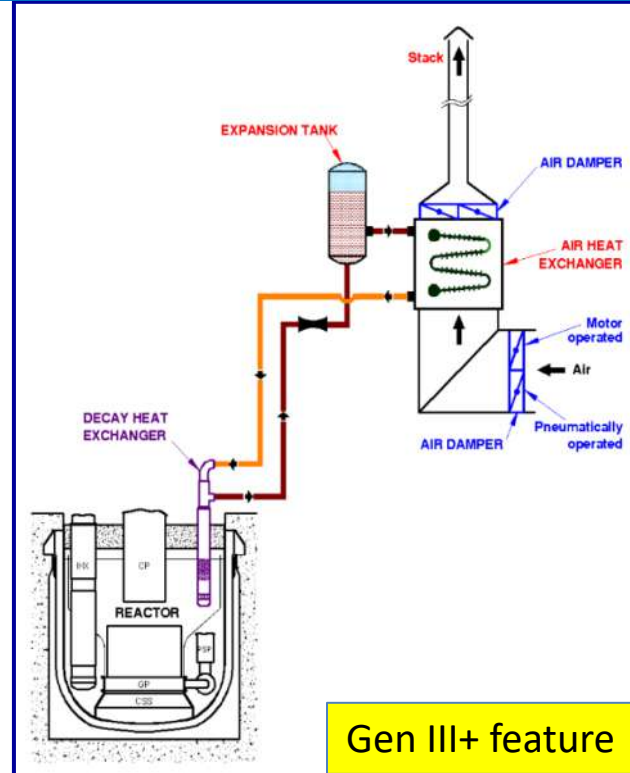 Stack
EXPANSION TANK
AIR DAMPER
AIR HEAT
EXCHANGER
Motor
operated
Air
Pneumatically
operated
AIR DAMPER
DECAY HEAT
EXCHANGER
IHX
CP
REACTOR
PSP
GP
CSS
Gen III+ feature